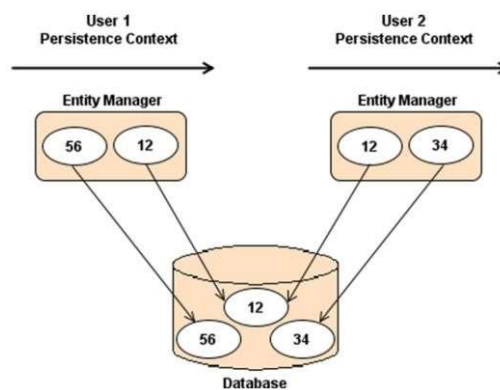 User 1
Persistence Context
User 2
Persistence Context
Entity Manager
Entity Manager
56
12
12
34
12
56
34
Database